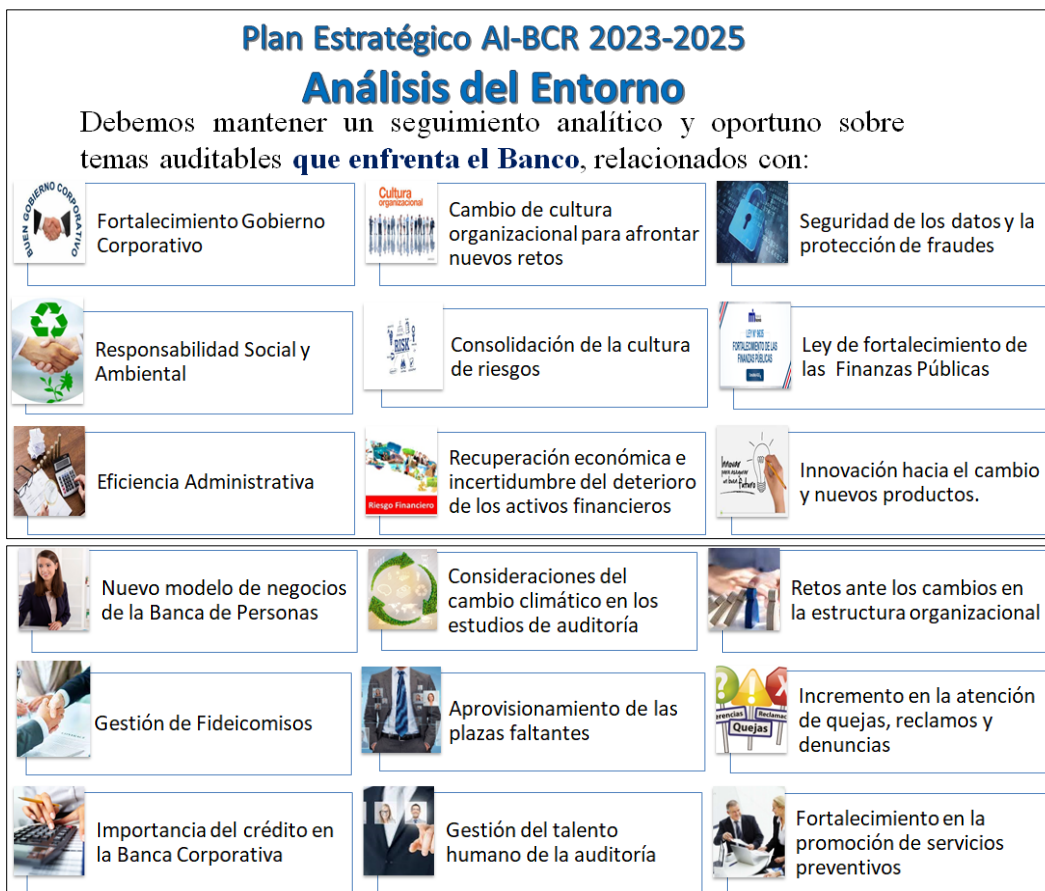 Plan Estratégico AI-BCR 2023-2025
Análisis del Entorno
Debemos mantener un seguimiento analítico y oportuno sobre
temas auditables que enfrenta el Banco, relacionados con:
BUEN GOBIERNO CORPORATIVO
Fortalecimiento Gobierno
Corporativo
Cultura
organizacional
Cambio de cultura
organizacional para afrontar
nuevos retos
Seguridad de los datos y la
protección de fraudes
Responsabilidad Social y
Ambiental
RISK
Consolidación de la cultura
de riesgos
LEY N° 9635
FORTALECIMIENTO DE LAS
FINANZAS PÚBLICAS
Ley de fortalecimiento de
las Finanzas Públicas
Eficiencia Administrativa
Riesgo Financiero
Recuperación económica e
incertidumbre del deterioro
de los activos financieros
Innovar
para asegurar
un buen
futuro
Innovación hacia el cambio
y nuevos productos.
Nuevo modelo de negocios
de la Banca de Personas
Consideraciones del
cambio climático en los
estudios de auditoría
Retos ante los cambios en
la estructura organizacional
Gestión de Fideicomisos
Aprovisionamiento de las
plazas faltantes
?
!
X
erencias
Reclamac
Quejas
Incremento en la atención
de quejas, reclamos y
denuncias
Importancia del crédito en
la Banca Corporativa
Gestión del talento
humano de la auditoría
Fortalecimiento en la
promoción de servicios
preventivos